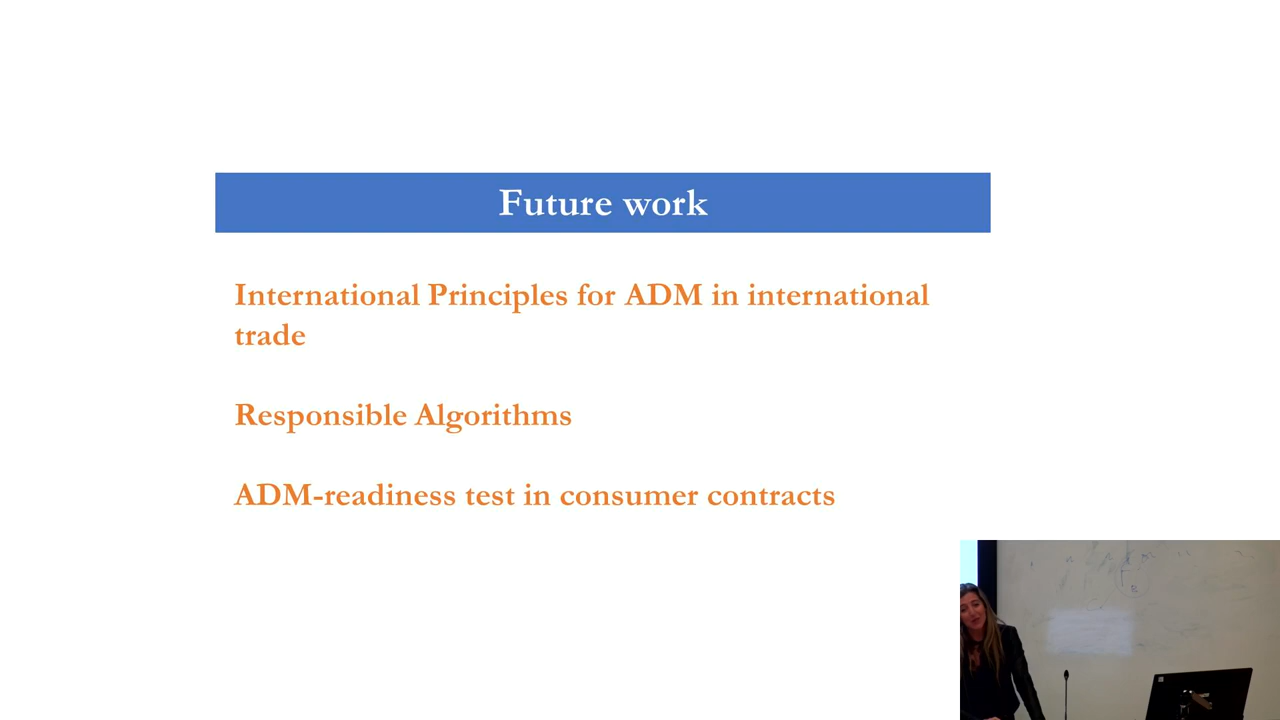 Future work
International Principles for ADM in international
trade
Responsible Algorithms
ADM-readiness test in consumer contracts